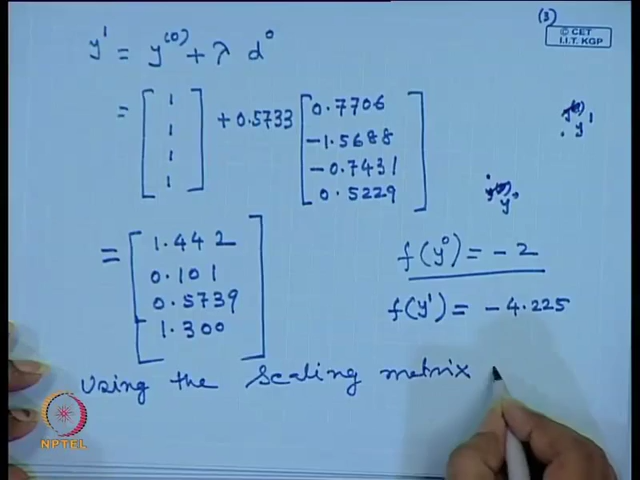 (3)
© CET
I.I.T. KGP
y¹ = y⁽⁰⁾ + λ d⁰
= [1 1 1 1] + 0.5733 [0.7706 -1.5688 -0.7431 0.5229]
= [1.442 0.101 0.5739 1.300]
f(y⁰) = -2
f(y¹) = -4.225
Using the Scaling matrix
NPTEL